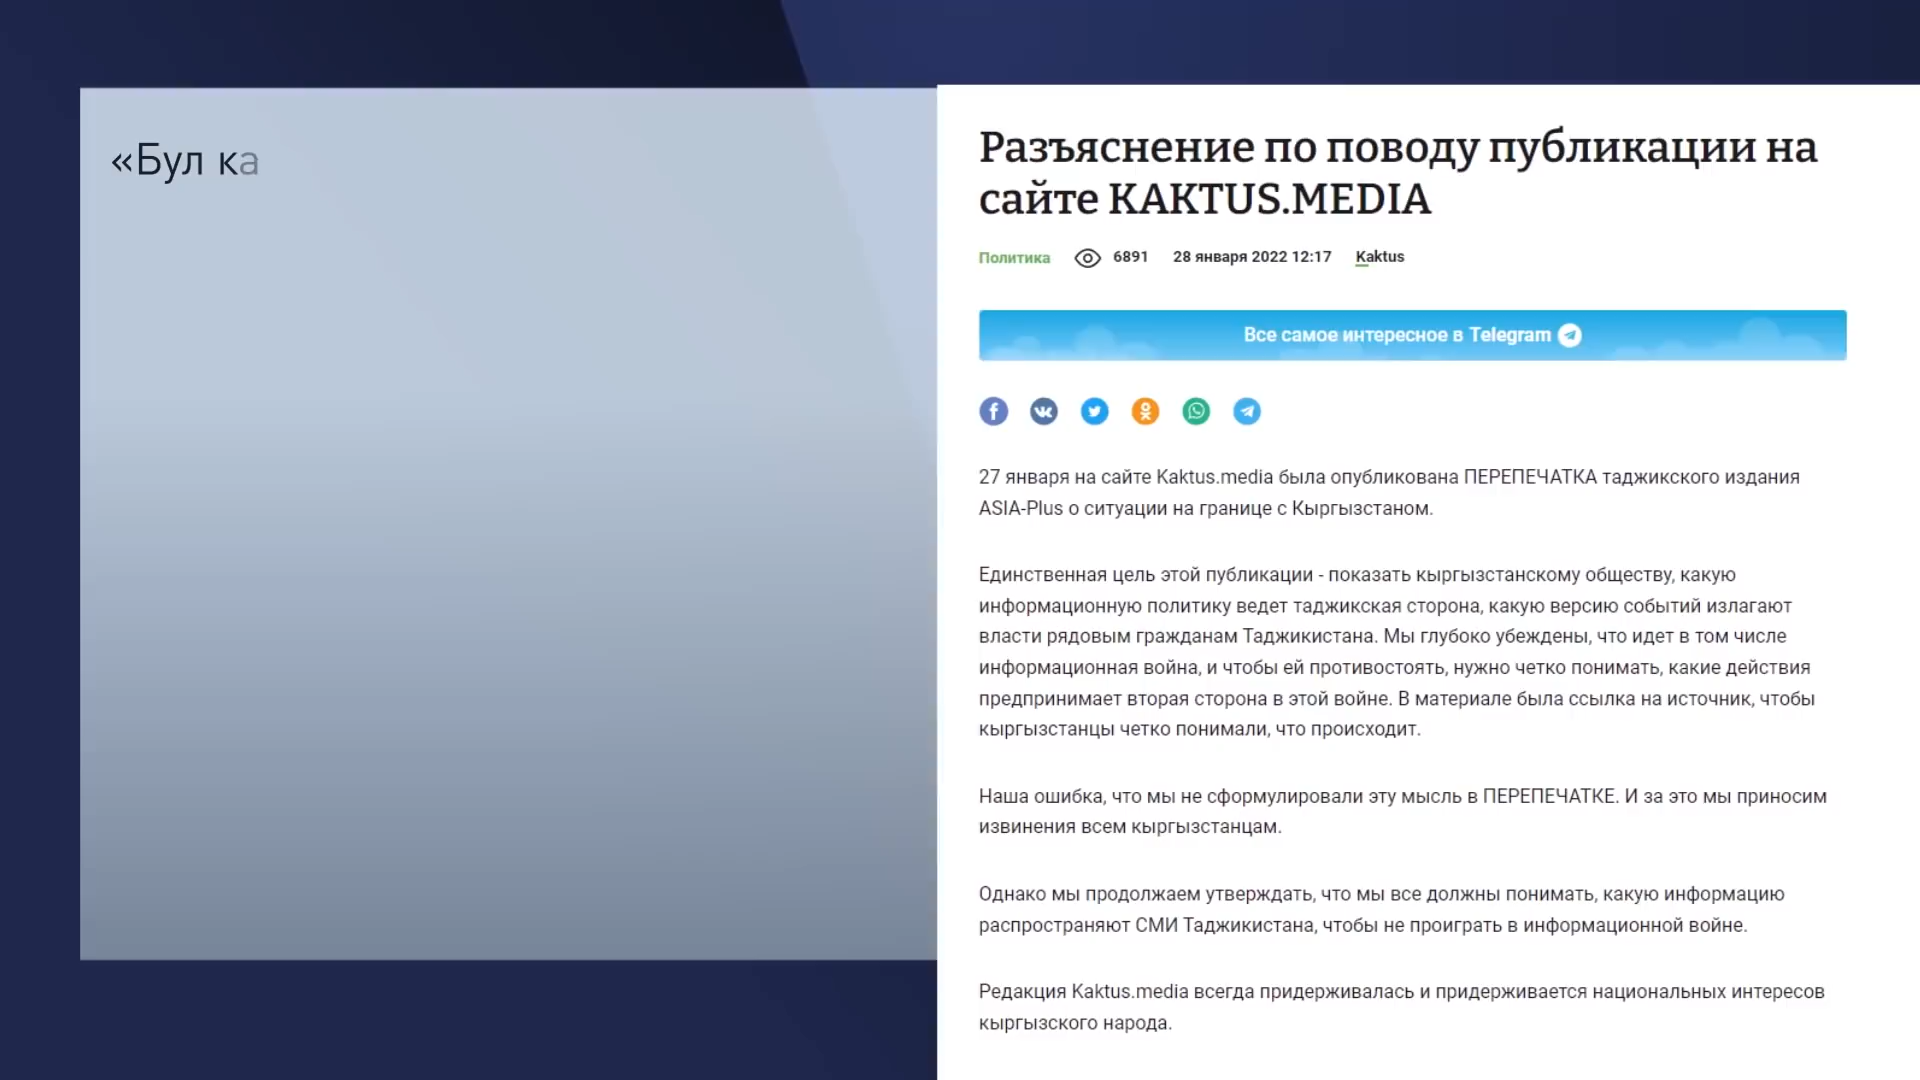 «Бул ка
Разъяснение по поводу публикации на
сайте KAKTUS.MEDIA
Политика 6891 28 января 2022 12:17 Kaktus
Все самое интересное в Telegram
27 января на сайте Kaktus.media была опубликована ПЕРЕПЕЧАТКА таджикского издания
ASIA-Plus о ситуации на границе с Кыргызстаном.
Единственная цель этой публикации - показать кыргызстанскому обществу, какую
информационную политику ведет таджикская сторона, какую версию событий излагают
власти рядовым гражданам Таджикистана. Мы глубоко убеждены, что идет в том числе
информационная война, и чтобы ей противостоять, нужно четко понимать, какие действия
предпринимает вторая сторона в этой войне. В материале была ссылка на источник, чтобы
кыргызстанцы четко понимали, что происходит.
Наша ошибка, что мы не сформулировали эту мысль в ПЕРЕПЕЧАТКЕ. И за это мы приносим
извинения всем кыргызстанцам.
Однако мы продолжаем утверждать, что мы все должны понимать, какую информацию
распространяют СМИ Таджикистана, чтобы не проиграть в информационной войне.
Редакция Kaktus.media всегда придерживалась и придерживается национальных интересов
кыргызского народа.